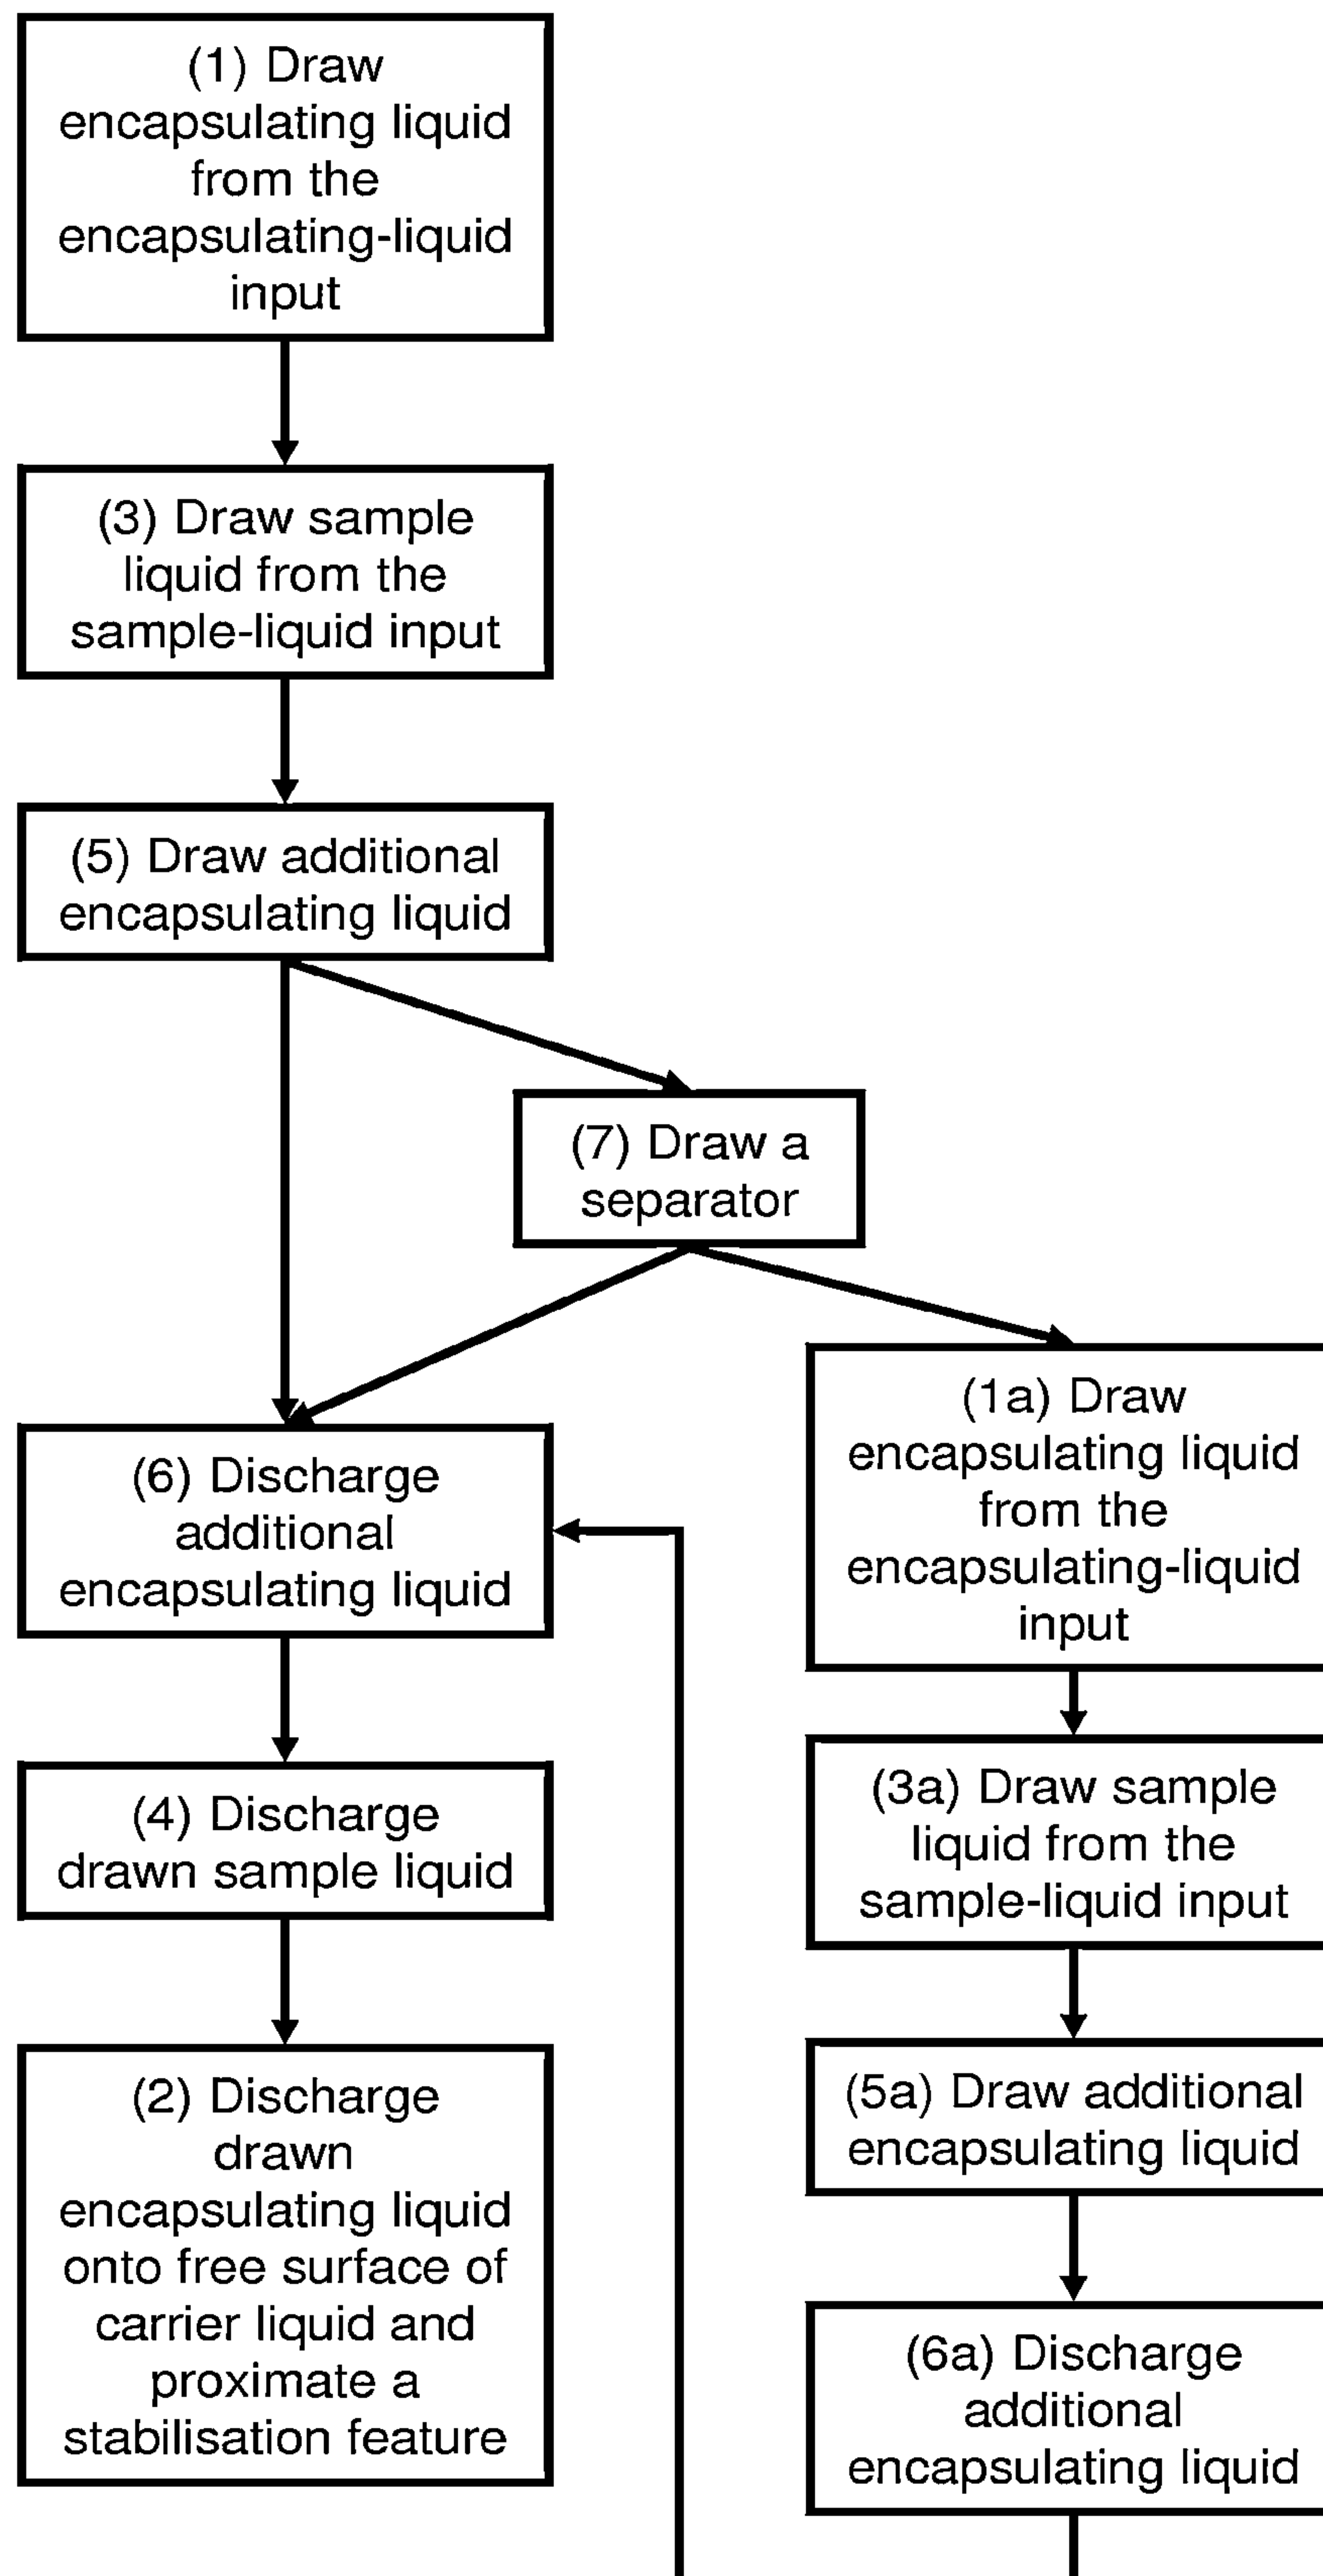 (1) Draw
encapsulating liquid
from the
encapsulating-liquid
input
(3) Draw sample
liquid from the
sample-liquid input
(5) Draw additional
encapsulating liquid
(7) Draw a
separator
(6) Discharge
additional
encapsulating liquid
(4) Discharge
drawn sample liquid
(2) Discharge
drawn
encapsulating liquid
onto free surface of
carrier liquid and
proximate a
stabilisation feature
(1a) Draw
encapsulating liquid
from the
encapsulating-liquid
input
(3a) Draw sample
liquid from the
sample-liquid input
(5a) Draw additional
encapsulating liquid
(6a) Discharge
additional
encapsulating liquid